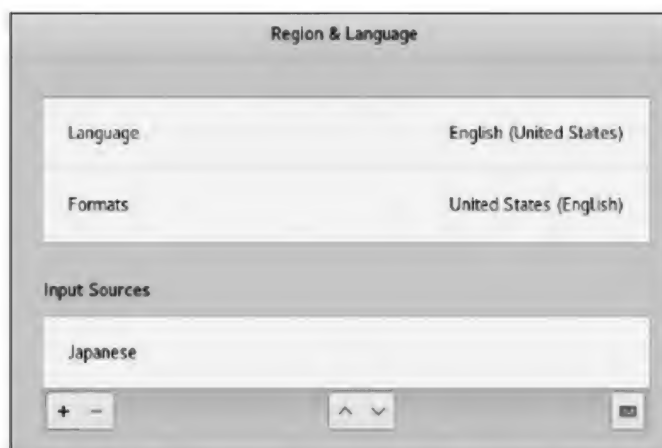 Region & Language
Language English (United States)
Formats United States (English)
Input Sources
Japanese
+ −